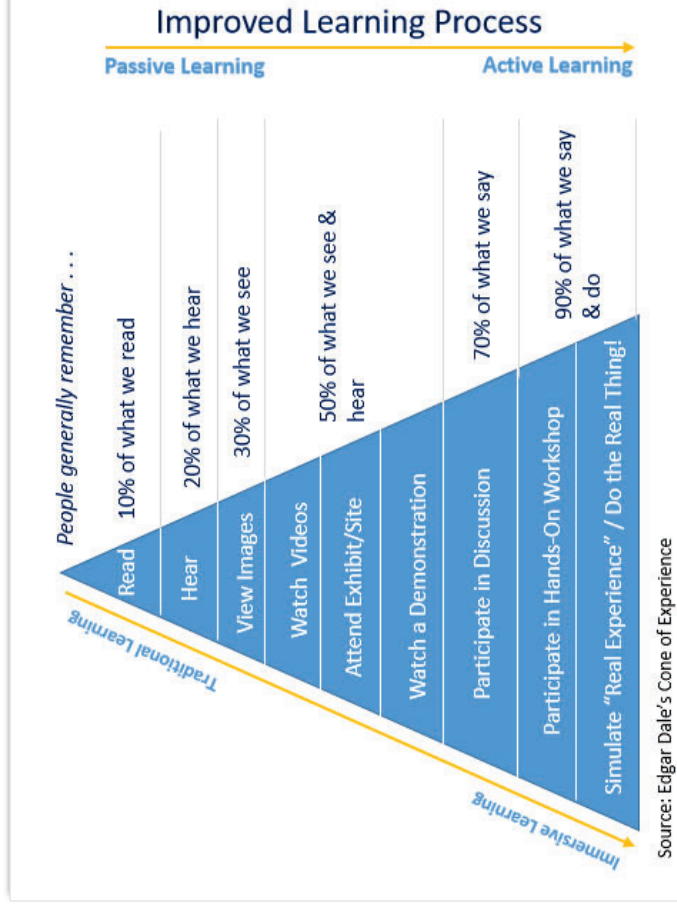 Improved Learning Process
Passive Learning
Active Learning
People generally remember . . .
Traditional Learning
Immersive Learning
Read
10% of what we read
Hear
20% of what we hear
View Images
30% of what we see
Watch Videos
Attend Exhibit/Site
Watch a Demonstration
50% of what we see &
hear
Participate in Discussion
70% of what we say
Participate in Hands-On Workshop
Simulate "Real Experience" / Do the Real Thing!
90% of what we say
& do
Source: Edgar Dale's Cone of Experience